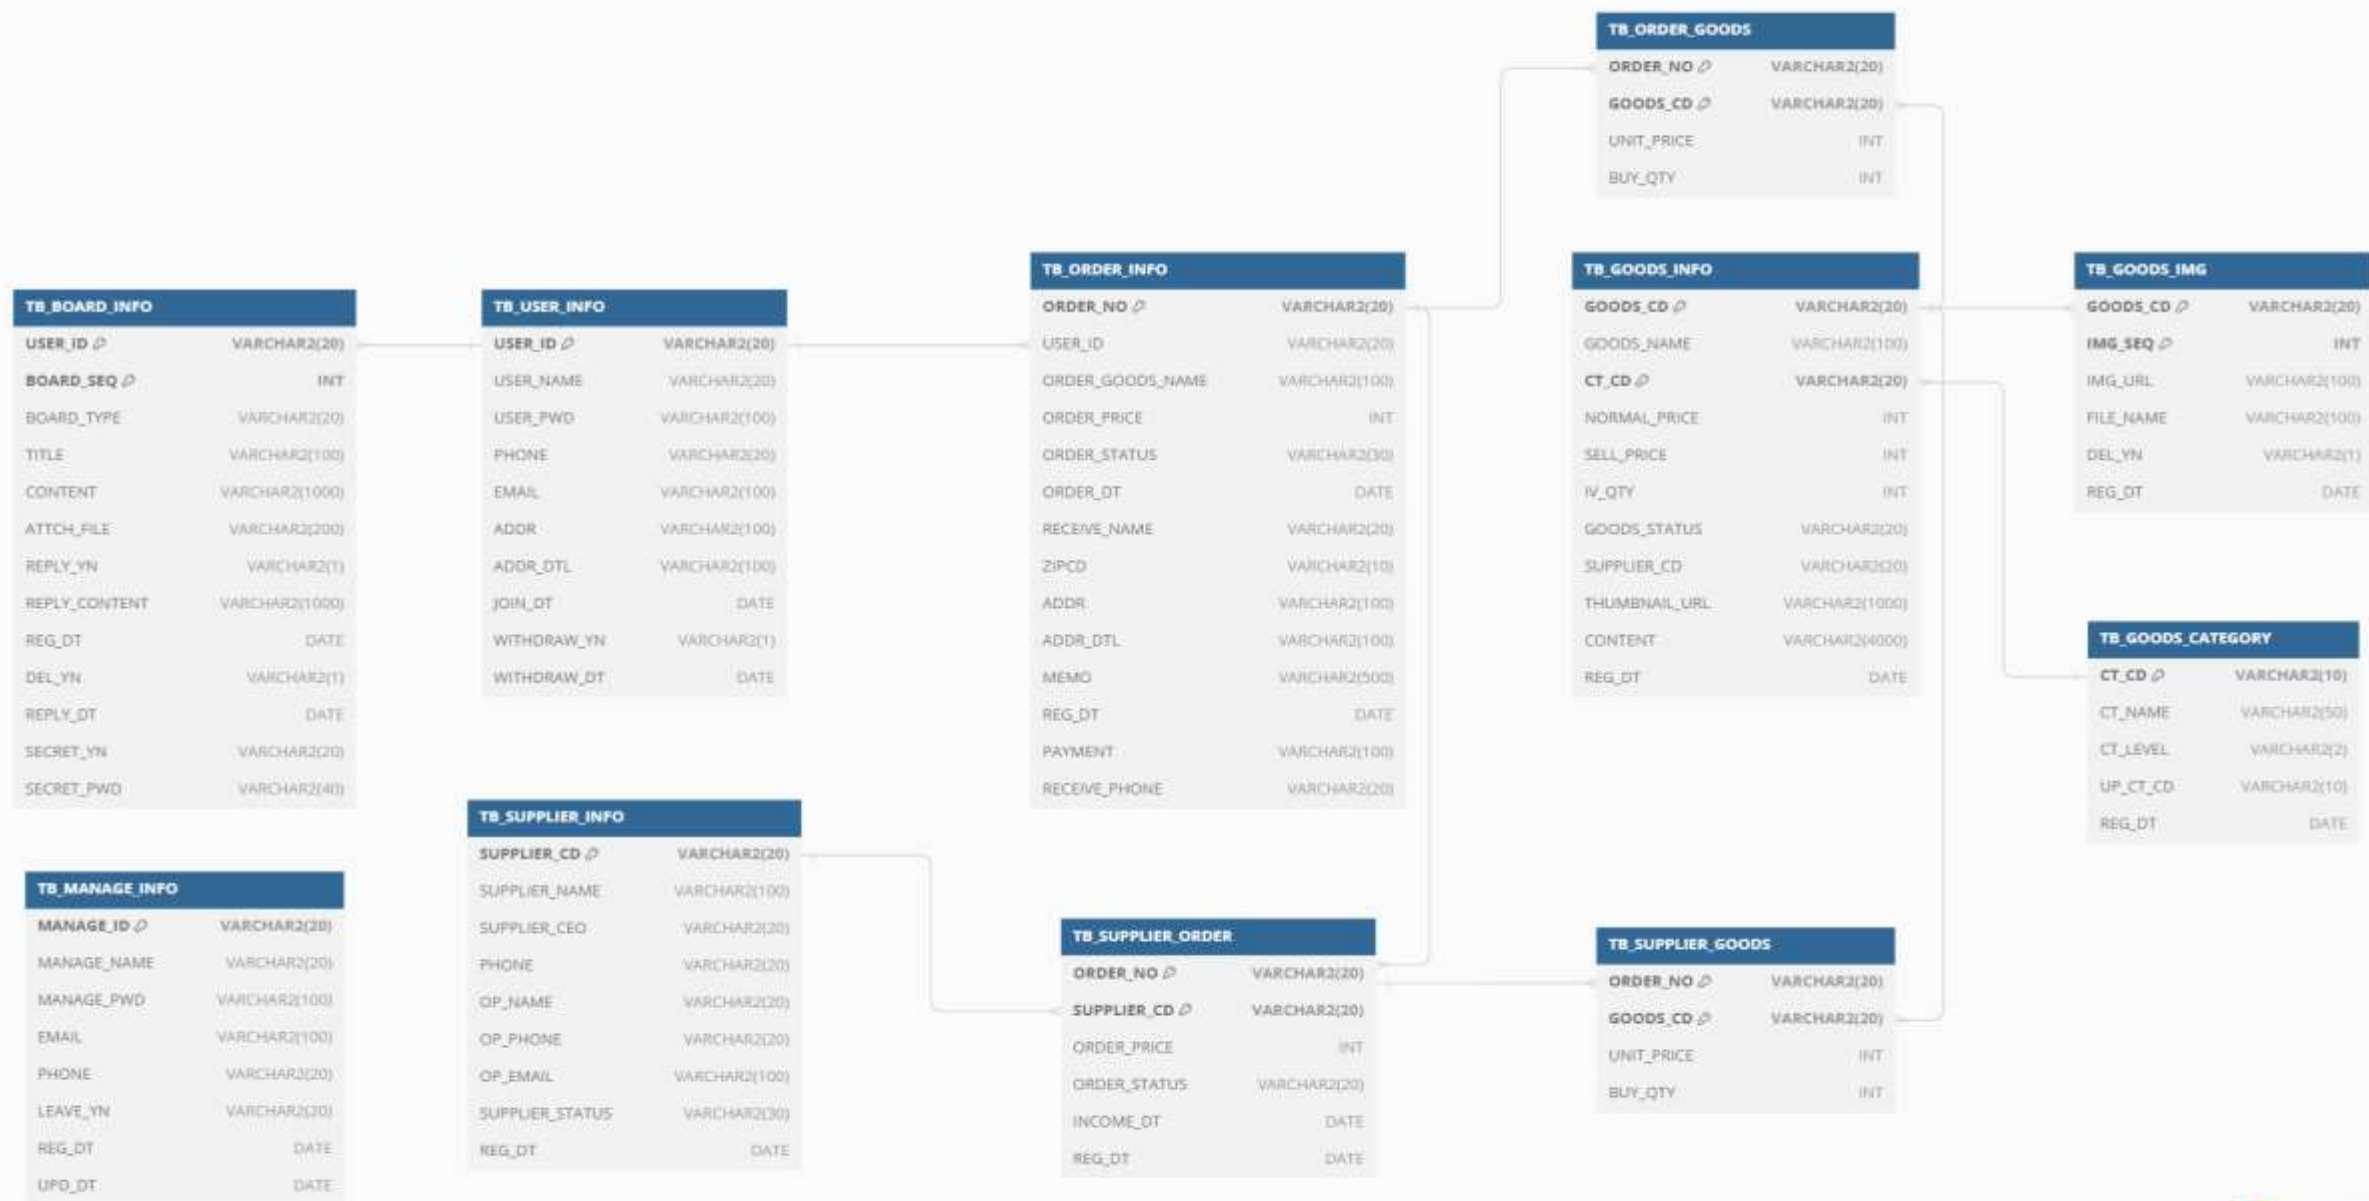 TB_ORDER_GOODS
ORDER_NO VARCHAR2(20)
GOODS_CD VARCHAR2(20)
UNIT_PRICE INT
BUY_QTY INT
TB_BOARD_INFO
USER_ID VARCHAR2(20)
BOARD_SEQ INT
BOARD_TYPE VARCHAR2(20)
TITLE VARCHAR2(100)
CONTENT VARCHAR2(1000)
ATTCH_FILE VARCHAR2(200)
REPLY_YN VARCHAR2(1)
REPLY_CONTENT VARCHAR2(1000)
REG_DT DATE
DEL_YN VARCHAR2(1)
REPLY_DT DATE
SECRET_YN VARCHAR2(20)
SECRET_PWD VARCHAR2(40)
TB_USER_INFO
USER_ID VARCHAR2(20)
USER_NAME VARCHAR2(20)
USER_PWD VARCHAR2(100)
PHONE VARCHAR2(20)
EMAIL VARCHAR2(100)
ADDR VARCHAR2(100)
ADDR_DTL VARCHAR2(100)
JOIN_DT DATE
WITHDRAW_YN VARCHAR2(1)
WITHDRAW_DT DATE
TB_ORDER_INFO
ORDER_NO VARCHAR2(20)
USER_ID VARCHAR2(20)
ORDER_GOODS_NAME VARCHAR2(100)
ORDER_PRICE INT
ORDER_STATUS VARCHAR2(30)
ORDER_DT DATE
RECEIVE_NAME VARCHAR2(20)
ZIPCD VARCHAR2(10)
ADDR VARCHAR2(100)
ADDR_DTL VARCHAR2(100)
MEMO VARCHAR2(500)
REG_DT DATE
PAYMENT VARCHAR2(100)
RECEIVE_PHONE VARCHAR2(20)
TB_GOODS_INFO
GOODS_CD VARCHAR2(20)
GOODS_NAME VARCHAR2(100)
CT_CD VARCHAR2(20)
NORMAL_PRICE INT
SELL_PRICE INT
IV_QTY INT
GOODS_STATUS VARCHAR2(20)
SUPPLIER_CD VARCHAR2(20)
THUMBNAIL_URL VARCHAR2(1000)
CONTENT VARCHAR2(4000)
REG_DT DATE
TB_GOODS_IMG
GOODS_CD VARCHAR2(20)
IMG_SEQ INT
IMG_URL VARCHAR2(100)
FILE_NAME VARCHAR2(100)
DEL_YN VARCHAR2(1)
REG_DT DATE
TB_GOODS_CATEGORY
CT_CD VARCHAR2(10)
CT_NAME VARCHAR2(50)
CT_LEVEL VARCHAR2(2)
UP_CT_CD VARCHAR2(10)
REG_DT DATE
TB_MANAGE_INFO
MANAGE_ID VARCHAR2(20)
MANAGE_NAME VARCHAR2(20)
MANAGE_PWD VARCHAR2(100)
EMAIL VARCHAR2(100)
PHONE VARCHAR2(20)
LEAVE_YN VARCHAR2(20)
REG_DT DATE
UPD_DT DATE
TB_SUPPLIER_INFO
SUPPLIER_CD VARCHAR2(20)
SUPPLIER_NAME VARCHAR2(100)
SUPPLIER_CEO VARCHAR2(20)
PHONE VARCHAR2(20)
OP_NAME VARCHAR2(20)
OP_PHONE VARCHAR2(20)
OP_EMAIL VARCHAR2(100)
SUPPLIER_STATUS VARCHAR2(30)
REG_DT DATE
TB_SUPPLIER_ORDER
ORDER_NO VARCHAR2(20)
SUPPLIER_CD VARCHAR2(20)
ORDER_PRICE INT
ORDER_STATUS VARCHAR2(20)
INCOME_DT DATE
REG_DT DATE
TB_SUPPLIER_GOODS
ORDER_NO VARCHAR2(20)
GOODS_CD VARCHAR2(20)
UNIT_PRICE INT
BUY_QTY INT